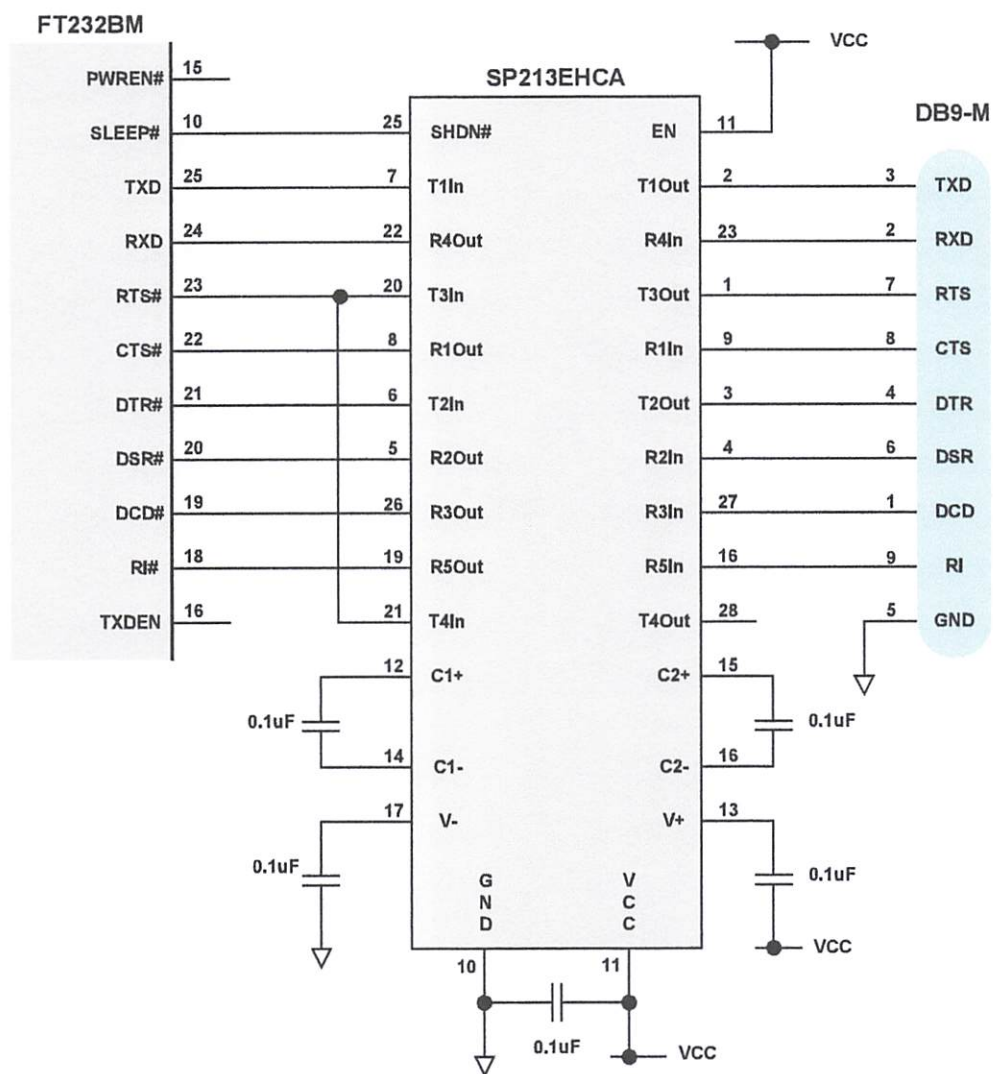 FT232BM
VCC
PWREN# 15
SP213EHCA
DB9-M
SLEEP# 10 25 SHDN# EN 11
TXD 25 7 T1In T1Out 2 3 TXD
RXD 24 22 R4Out R4In 23 2 RXD
RTS# 23 20 T3In T3Out 1 7 RTS
CTS# 22 8 R1Out R1In 9 8 CTS
DTR# 21 6 T2In T2Out 3 4 DTR
DSR# 20 5 R2Out R2In 4 6 DSR
DCD# 19 26 R3Out R3In 27 1 DCD
RI# 18 19 R5Out R5In 16 9 RI
TXDEN 16 21 T4In T4Out 28 5 GND
12 C1+ C2+ 15
0.1uF 0.1uF
14 C1- C2- 16
17 V- V+ 13
0.1uF 0.1uF
GND VCC
VCC
10 11
0.1uF VCC